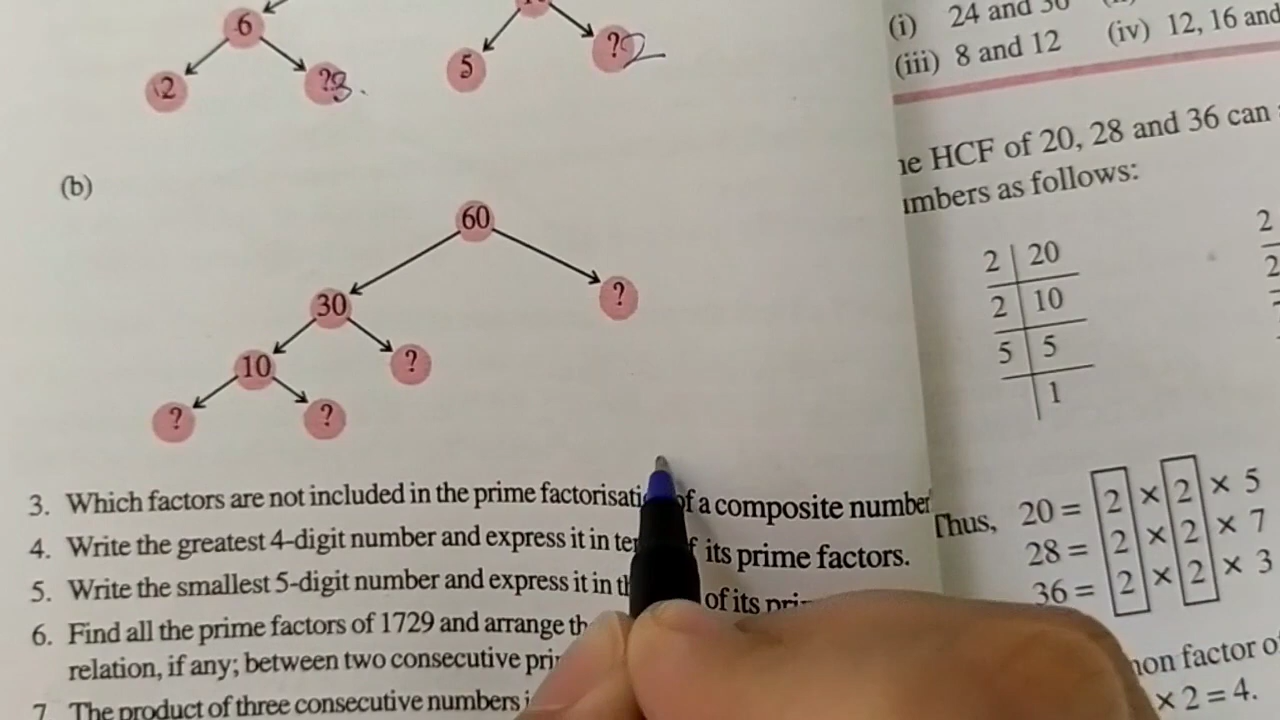 6
2
?3.
5
?2
(b)
60
30
?
10
?
?
?
3. Which factors are not included in the prime factorisati of a composite number
4. Write the greatest 4-digit number and express it in te its prime factors.
5. Write the smallest 5-digit number and express it in th of its
6. Find all the prime factors of 1729 and arrange th
relation, if any; between two consecutive pri
7. The product of three consecutive numbers i
(i) 24 and 36
(iii) 8 and 12
(iv) 12, 16 and
HCF of 20, 28 and 36 can
as follows:
2 20
2 10
5 5
1
2
2
Thus, 20 = 2 × 2 × 5
28 = 2 × 2 × 7
36 = 2 × 2 × 3
factor
× 2 = 4.